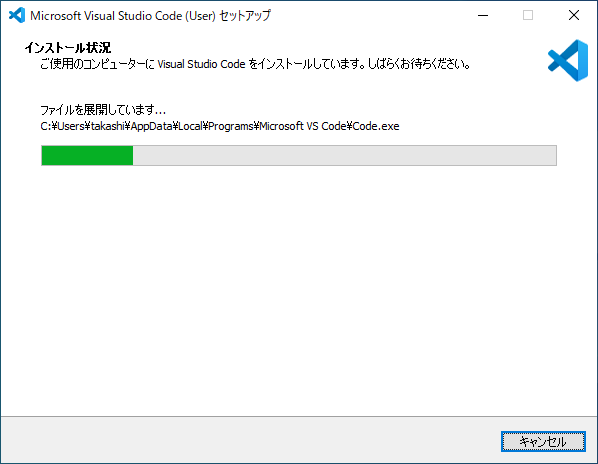 Microsoft Visual Studio Code (User) セットアップ
インストール状況
ご使用のコンピューターに Visual Studio Code をインストールしています。しばらくお待ちください。
ファイルを展開しています...
C:¥Users¥takashi¥AppData¥Local¥Programs¥Microsoft VS Code¥Code.exe
キャンセル